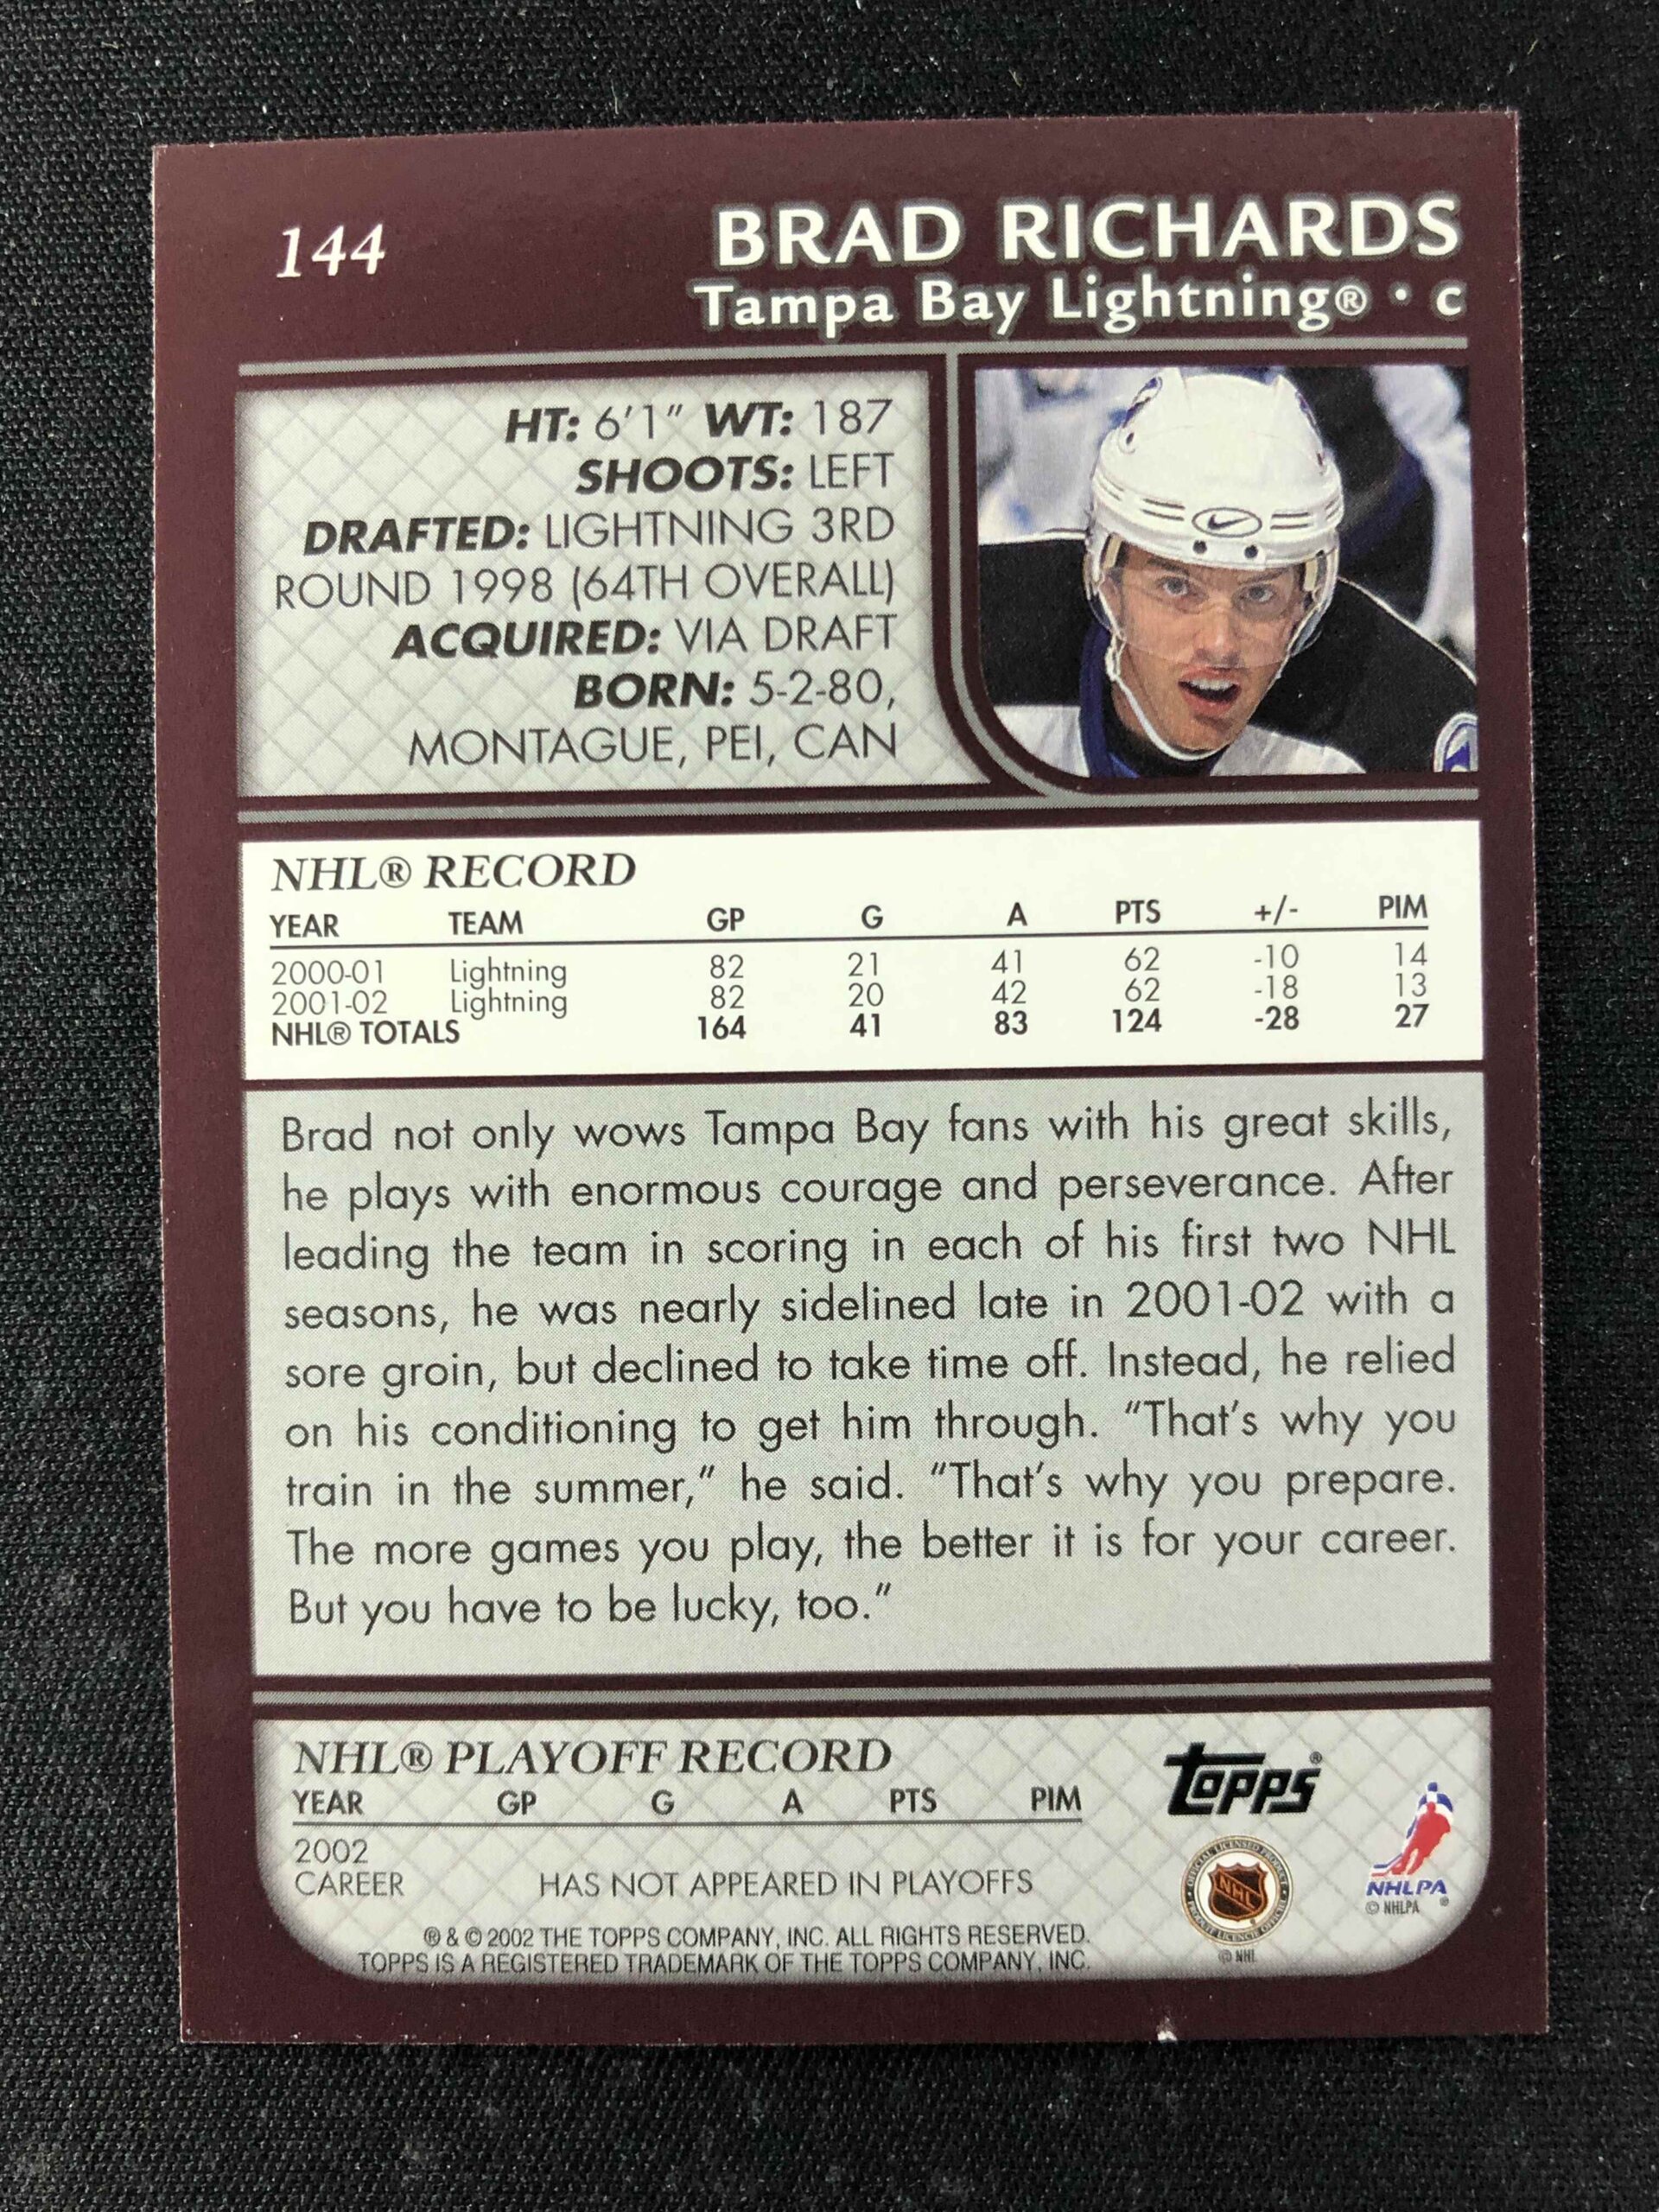 144
BRAD RICHARDS
Tampa Bay Lightning® • C
HT: 6'1" WT: 187
SHOOTS: LEFT
DRAFTED: LIGHTNING 3RD
ROUND 1998 (64TH OVERALL)
ACQUIRED: VIA DRAFT
BORN: 5-2-80,
MONTAGUE, PEI, CAN
NHL® RECORD
YEAR TEAM GP G A PTS +/- PIM
2000-01 Lightning 82 21 41 62 -10 14
2001-02 Lightning 82 20 42 62 -18 13
NHL® TOTALS 164 41 83 124 -28 27
Brad not only wows Tampa Bay fans with his great skills,
he plays with enormous courage and perseverance. After
leading the team in scoring in each of his first two NHL
seasons, he was nearly sidelined late in 2001-02 with a
sore groin, but declined to take time off. Instead, he relied
on his conditioning to get him through. “That’s why you
train in the summer,” he said. “That’s why you prepare.
The more games you play, the better it is for your career.
But you have to be lucky, too.”
NHL® PLAYOFF RECORD
YEAR GP G A PTS PIM
2002
CAREER HAS NOT APPEARED IN PLAYOFFS
® & © 2002 THE TOPPS COMPANY, INC. ALL RIGHTS RESERVED.
TOPPS IS A REGISTERED TRADEMARK OF THE TOPPS COMPANY, INC.
topps®
OFFICIAL LICENSED PRODUCT
NHL
© NHL
NHLPA®
© NHLPA